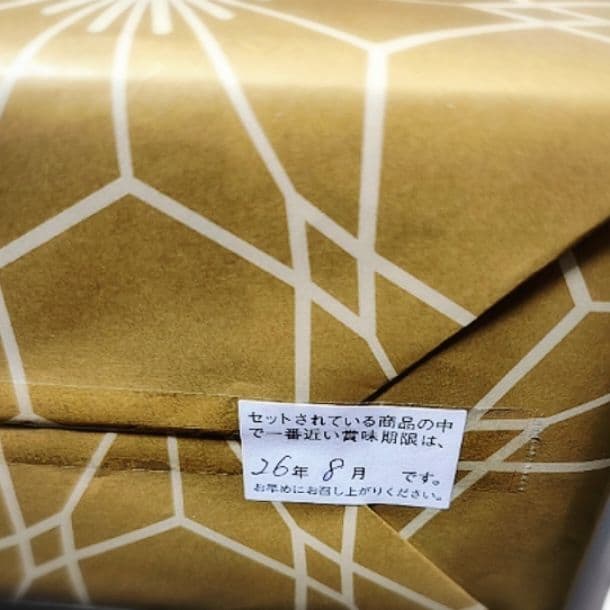 セットされている商品の中
で一番近い賞味期限は、
26年 8月 です。
お早めにお召し上がりください。